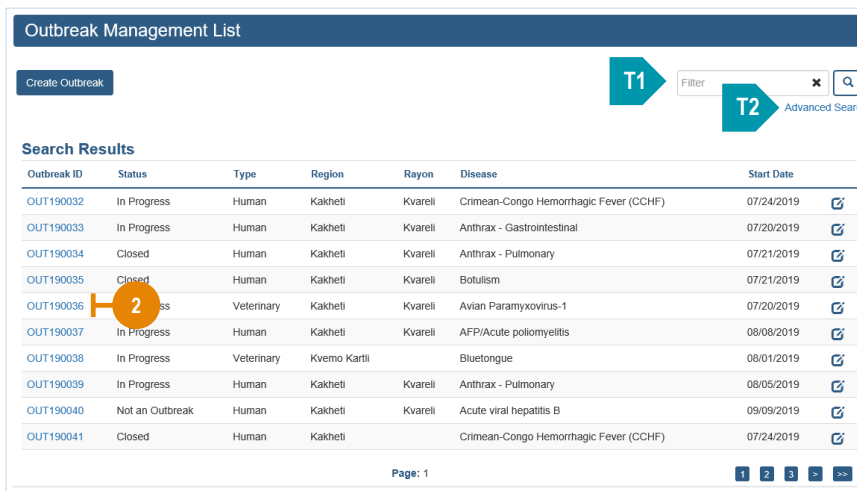 Outbreak Management List
Create Outbreak T1 Filter
T2 Advanced Sear
Search Results
Outbreak ID Status Type Region Rayon Disease Start Date
OUT190032 In Progress Human Kakheti Kvareli Crimean-Congo Hemorrhagic Fever (CCHF) 07/24/2019
OUT190033 In Progress Human Kakheti Kvareli Anthrax - Gastrointestinal 07/20/2019
OUT190034 Closed Human Kakheti Kvareli Anthrax - Pulmonary 07/21/2019
OUT190035 Closed Human Kakheti Kvareli Botulism 07/21/2019
OUT190036 2 ss Veterinary Kakheti Kvareli Avian Paramyxovirus-1 07/20/2019
OUT190037 In Progress Human Kakheti Kvareli AFP/Acute poliomyelitis 08/08/2019
OUT190038 In Progress Veterinary Kvemo Kartli Bluetongue 08/01/2019
OUT190039 In Progress Human Kakheti Kvareli Anthrax - Pulmonary 08/05/2019
OUT190040 Not an Outbreak Human Kakheti Kvareli Acute viral hepatitis B 09/09/2019
OUT190041 Closed Human Kakheti Crimean-Congo Hemorrhagic Fever (CCHF) 07/24/2019
Page: 1 1 2 3 > >>